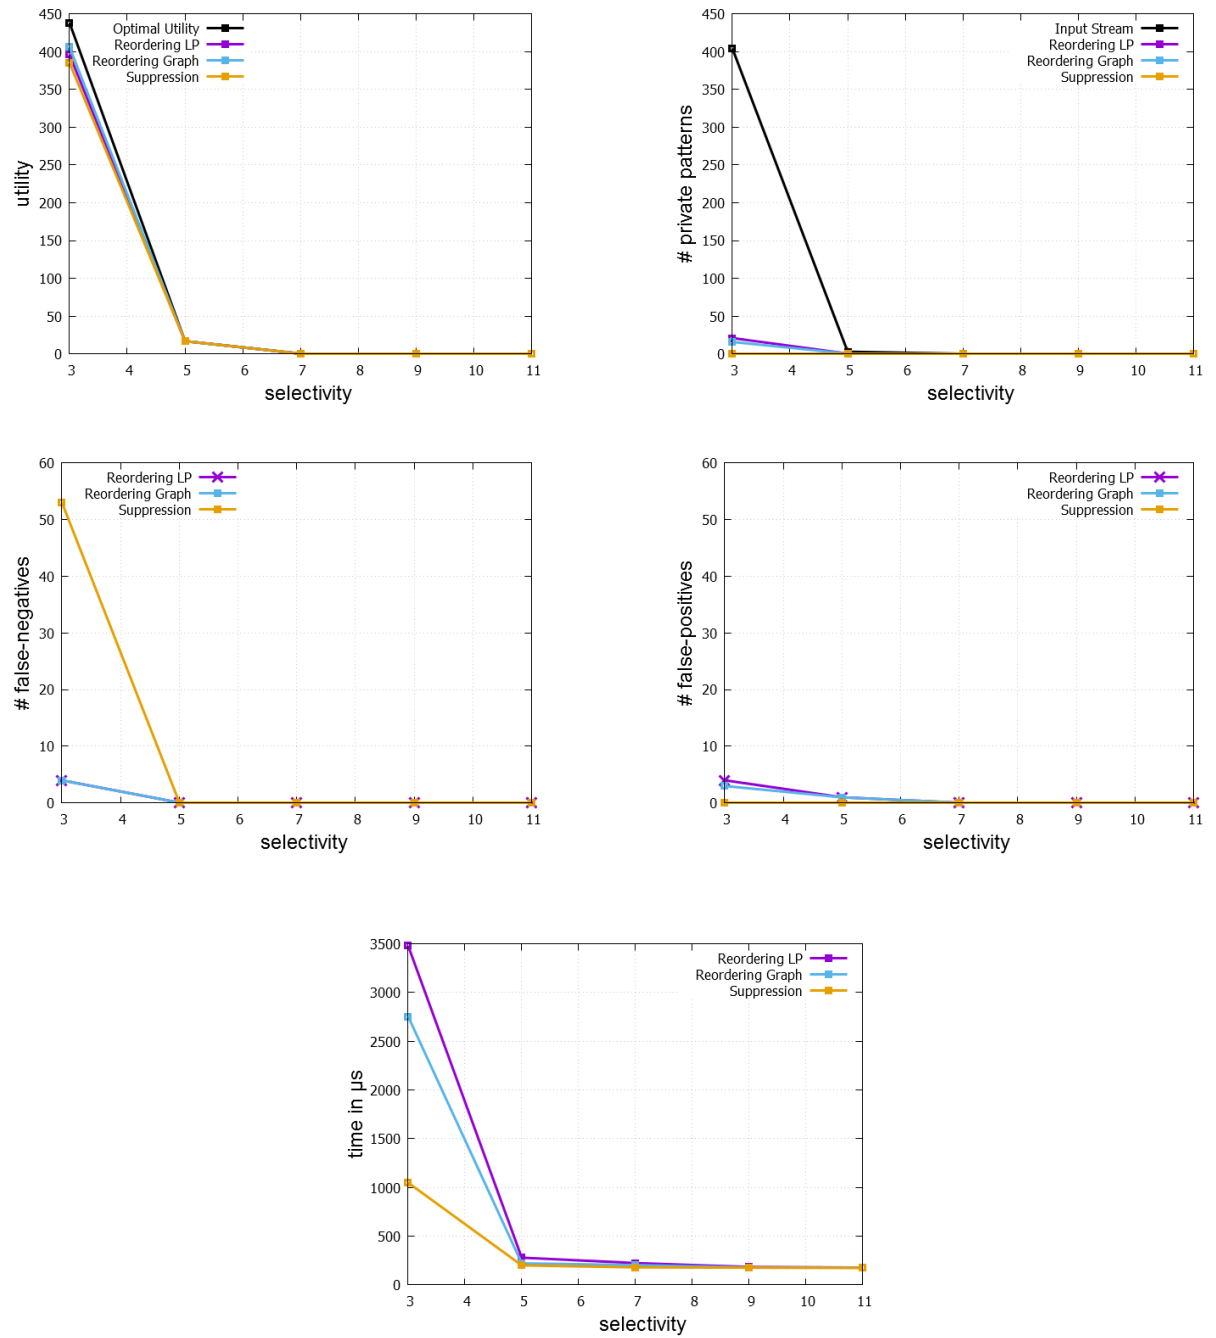 utility
450
400
350
300
250
200
150
100
50
0
Optimal Utility
Reordering LP
Reordering Graph
Suppression
3 4 5 6 7 8 9 10 11
selectivity
# private patterns
450
400
350
300
250
200
150
100
50
0
Input Stream
Reordering LP
Reordering Graph
Suppression
3 4 5 6 7 8 9 10 11
selectivity
# false-negatives
60
50
40
30
20
10
0
Reordering LP
Reordering Graph
Suppression
3 4 5 6 7 8 9 10 11
selectivity
# false-positives
60
50
40
30
20
10
0
Reordering LP
Reordering Graph
Suppression
3 4 5 6 7 8 9 10 11
selectivity
time in µs
3500
3000
2500
2000
1500
1000
500
0
Reordering LP
Reordering Graph
Suppression
3 4 5 6 7 8 9 10 11
selectivity